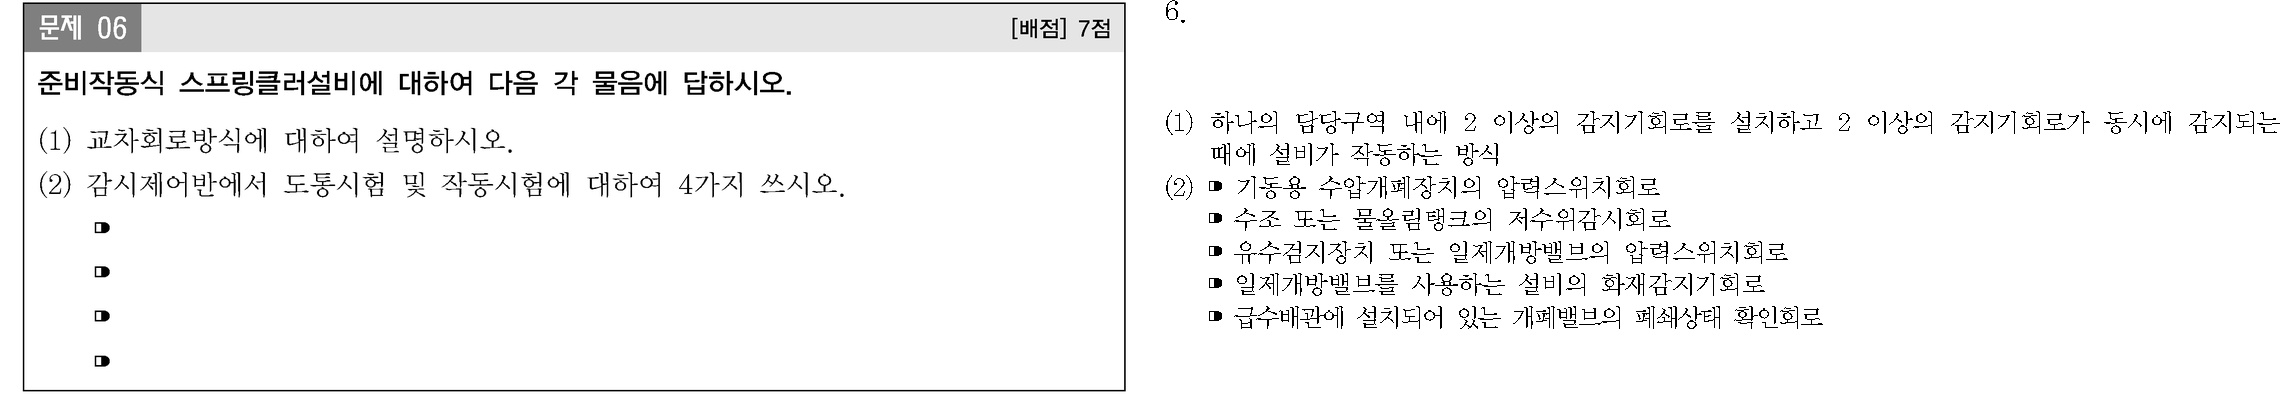 문제 06
[배점] 7점
준비작동식 스프링클러설비에 대하여 다음 각 물음에 답하시오.
(1) 교차회로방식에 대하여 설명하시오.
(2) 감시제어반에서 도통시험 및 작동시험에 대하여 4가지 쓰시오.
6.
(1) 하나의 담당구역 내에 2 이상의 감지기회로를 설치하고 2 이상의 감지기회로가 동시에 감지되는
때에 설비가 작동하는 방식
(2) ➠ 기동용 수압개폐장치의 압력스위치회로
➠ 수조 또는 물올림탱크의 저수위감시회로
➠ 유수검지장치 또는 일제개방밸브의 압력스위치회로
➠ 일제개방밸브를 사용하는 설비의 화재감지기회로
➠ 급수배관에 설치되어 있는 개폐밸브의 폐쇄상태 확인회로